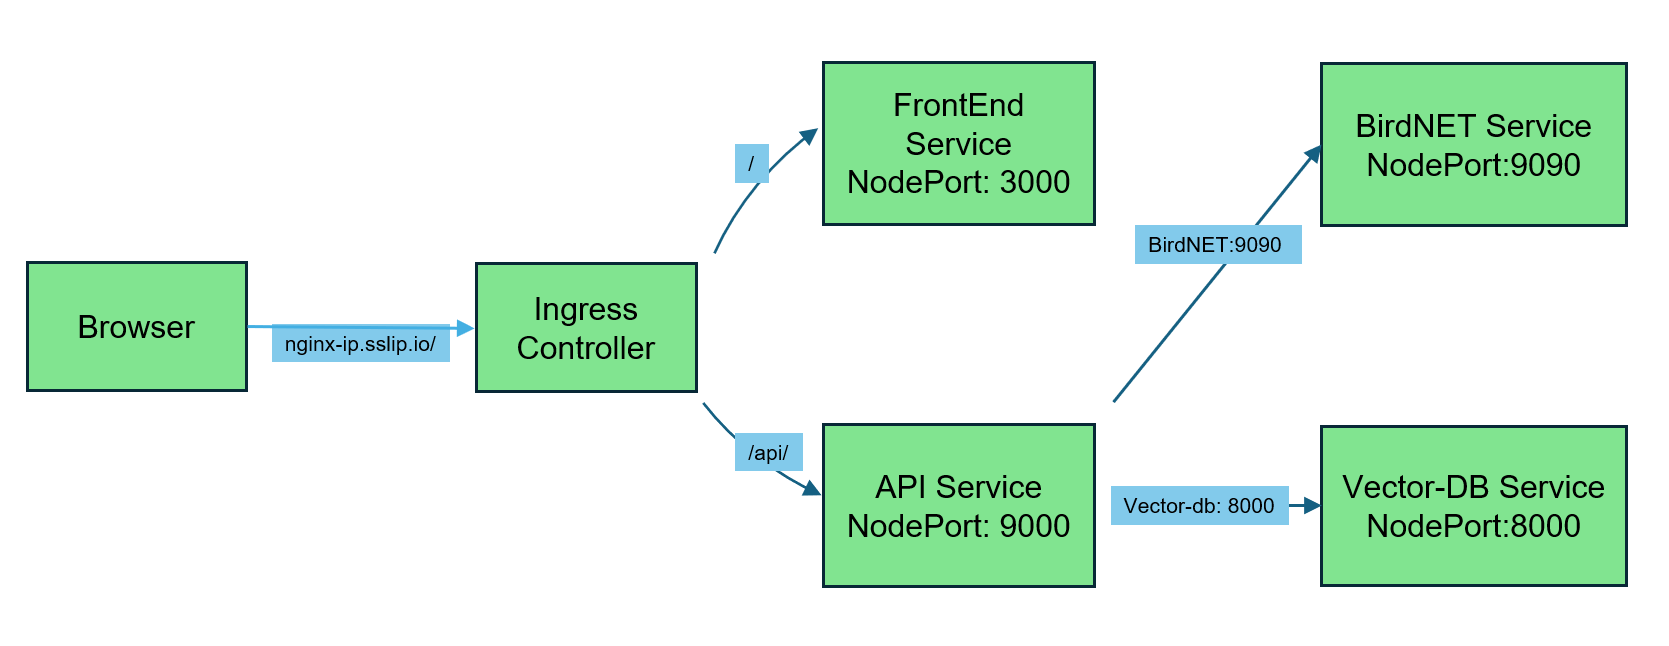 Browser
nginx-ip.sslip.io/
Ingress
Controller
/
/api/
FrontEnd
Service
NodePort: 3000
API Service
NodePort: 9000
BirdNET:9090
Vector-db: 8000
BirdNET Service
NodePort:9090
Vector-DB Service
NodePort:8000